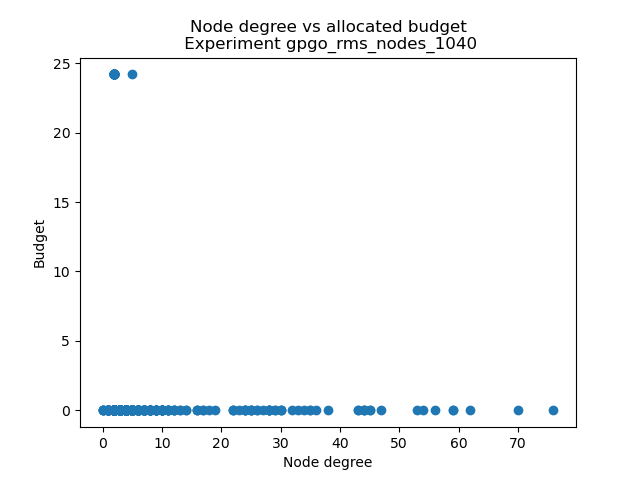 Node degree vs allocated budget
Experiment gpgo_rms_nodes_1040
25
20
15
10
5
0
Budget
0 10 20 30 40 50 60 70
Node degree